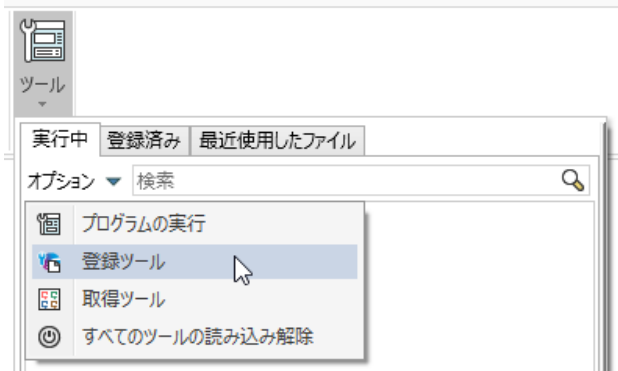 ツール
実行中 登録済み 最近使用したファイル
オプション 検索
プログラムの実行
登録ツール
取得ツール
すべてのツールの読み込み解除